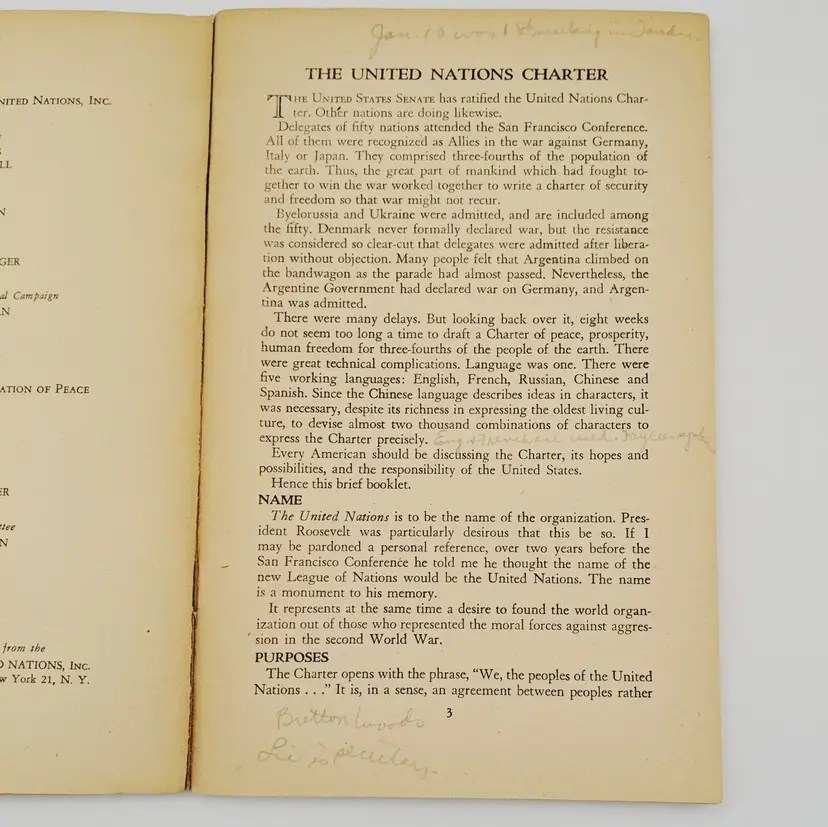 NITED NATIONS, INC.
LL
N
GER
al Campaign
N
ATION OF PEACE
ER
ttee
N
from the
D NATIONS, INC.
w York 21, N. Y.
Jan. 10 was 1st in London.
THE UNITED NATIONS CHARTER
THE UNITED STATES SENATE has ratified the United Nations Char-
ter. Other nations are doing likewise.
Delegates of fifty nations attended the San Francisco Conference.
All of them were recognized as Allies in the war against Germany,
Italy or Japan. They comprised three-fourths of the population of
the earth. Thus, the great part of mankind which had fought to-
gether to win the war worked together to write a charter of security
and freedom so that war might not recur.
Byelorussia and Ukraine were admitted, and are included among
the fifty. Denmark never formally declared war, but the resistance
was considered so clear-cut that delegates were admitted after libera-
tion without objection. Many people felt that Argentina climbed on
the bandwagon as the parade had almost passed. Nevertheless, the
Argentine Government had declared war on Germany, and Argen-
tina was admitted.
There were many delays. But looking back over it, eight weeks
do not seem too long a time to draft a Charter of peace, prosperity,
human freedom for three-fourths of the people of the earth. There
were great technical complications. Language was one. There were
five working languages: English, French, Russian, Chinese and
Spanish. Since the Chinese language describes ideas in characters, it
was necessary, despite its richness in expressing the oldest living cul-
ture, to devise almost two thousand combinations of characters to
express the Charter precisely. Eng + French are used.
Every American should be discussing the Charter, its hopes and
possibilities, and the responsibility of the United States.
Hence this brief booklet.
NAME
The United Nations is to be the name of the organization. Pres-
ident Roosevelt was particularly desirous that this be so. If I
may be pardoned a personal reference, over two years before the
San Francisco Conference he told me he thought the name of the
new League of Nations would be the United Nations. The name
is a monument to his memory.
It represents at the same time a desire to found the world organ-
ization out of those who represented the moral forces against aggres-
sion in the second World War.
PURPOSES
The Charter opens with the phrase, "We, the peoples of the United
Nations . . ." It is, in a sense, an agreement between peoples rather
3
Bretton Woods
Lie is secretary.